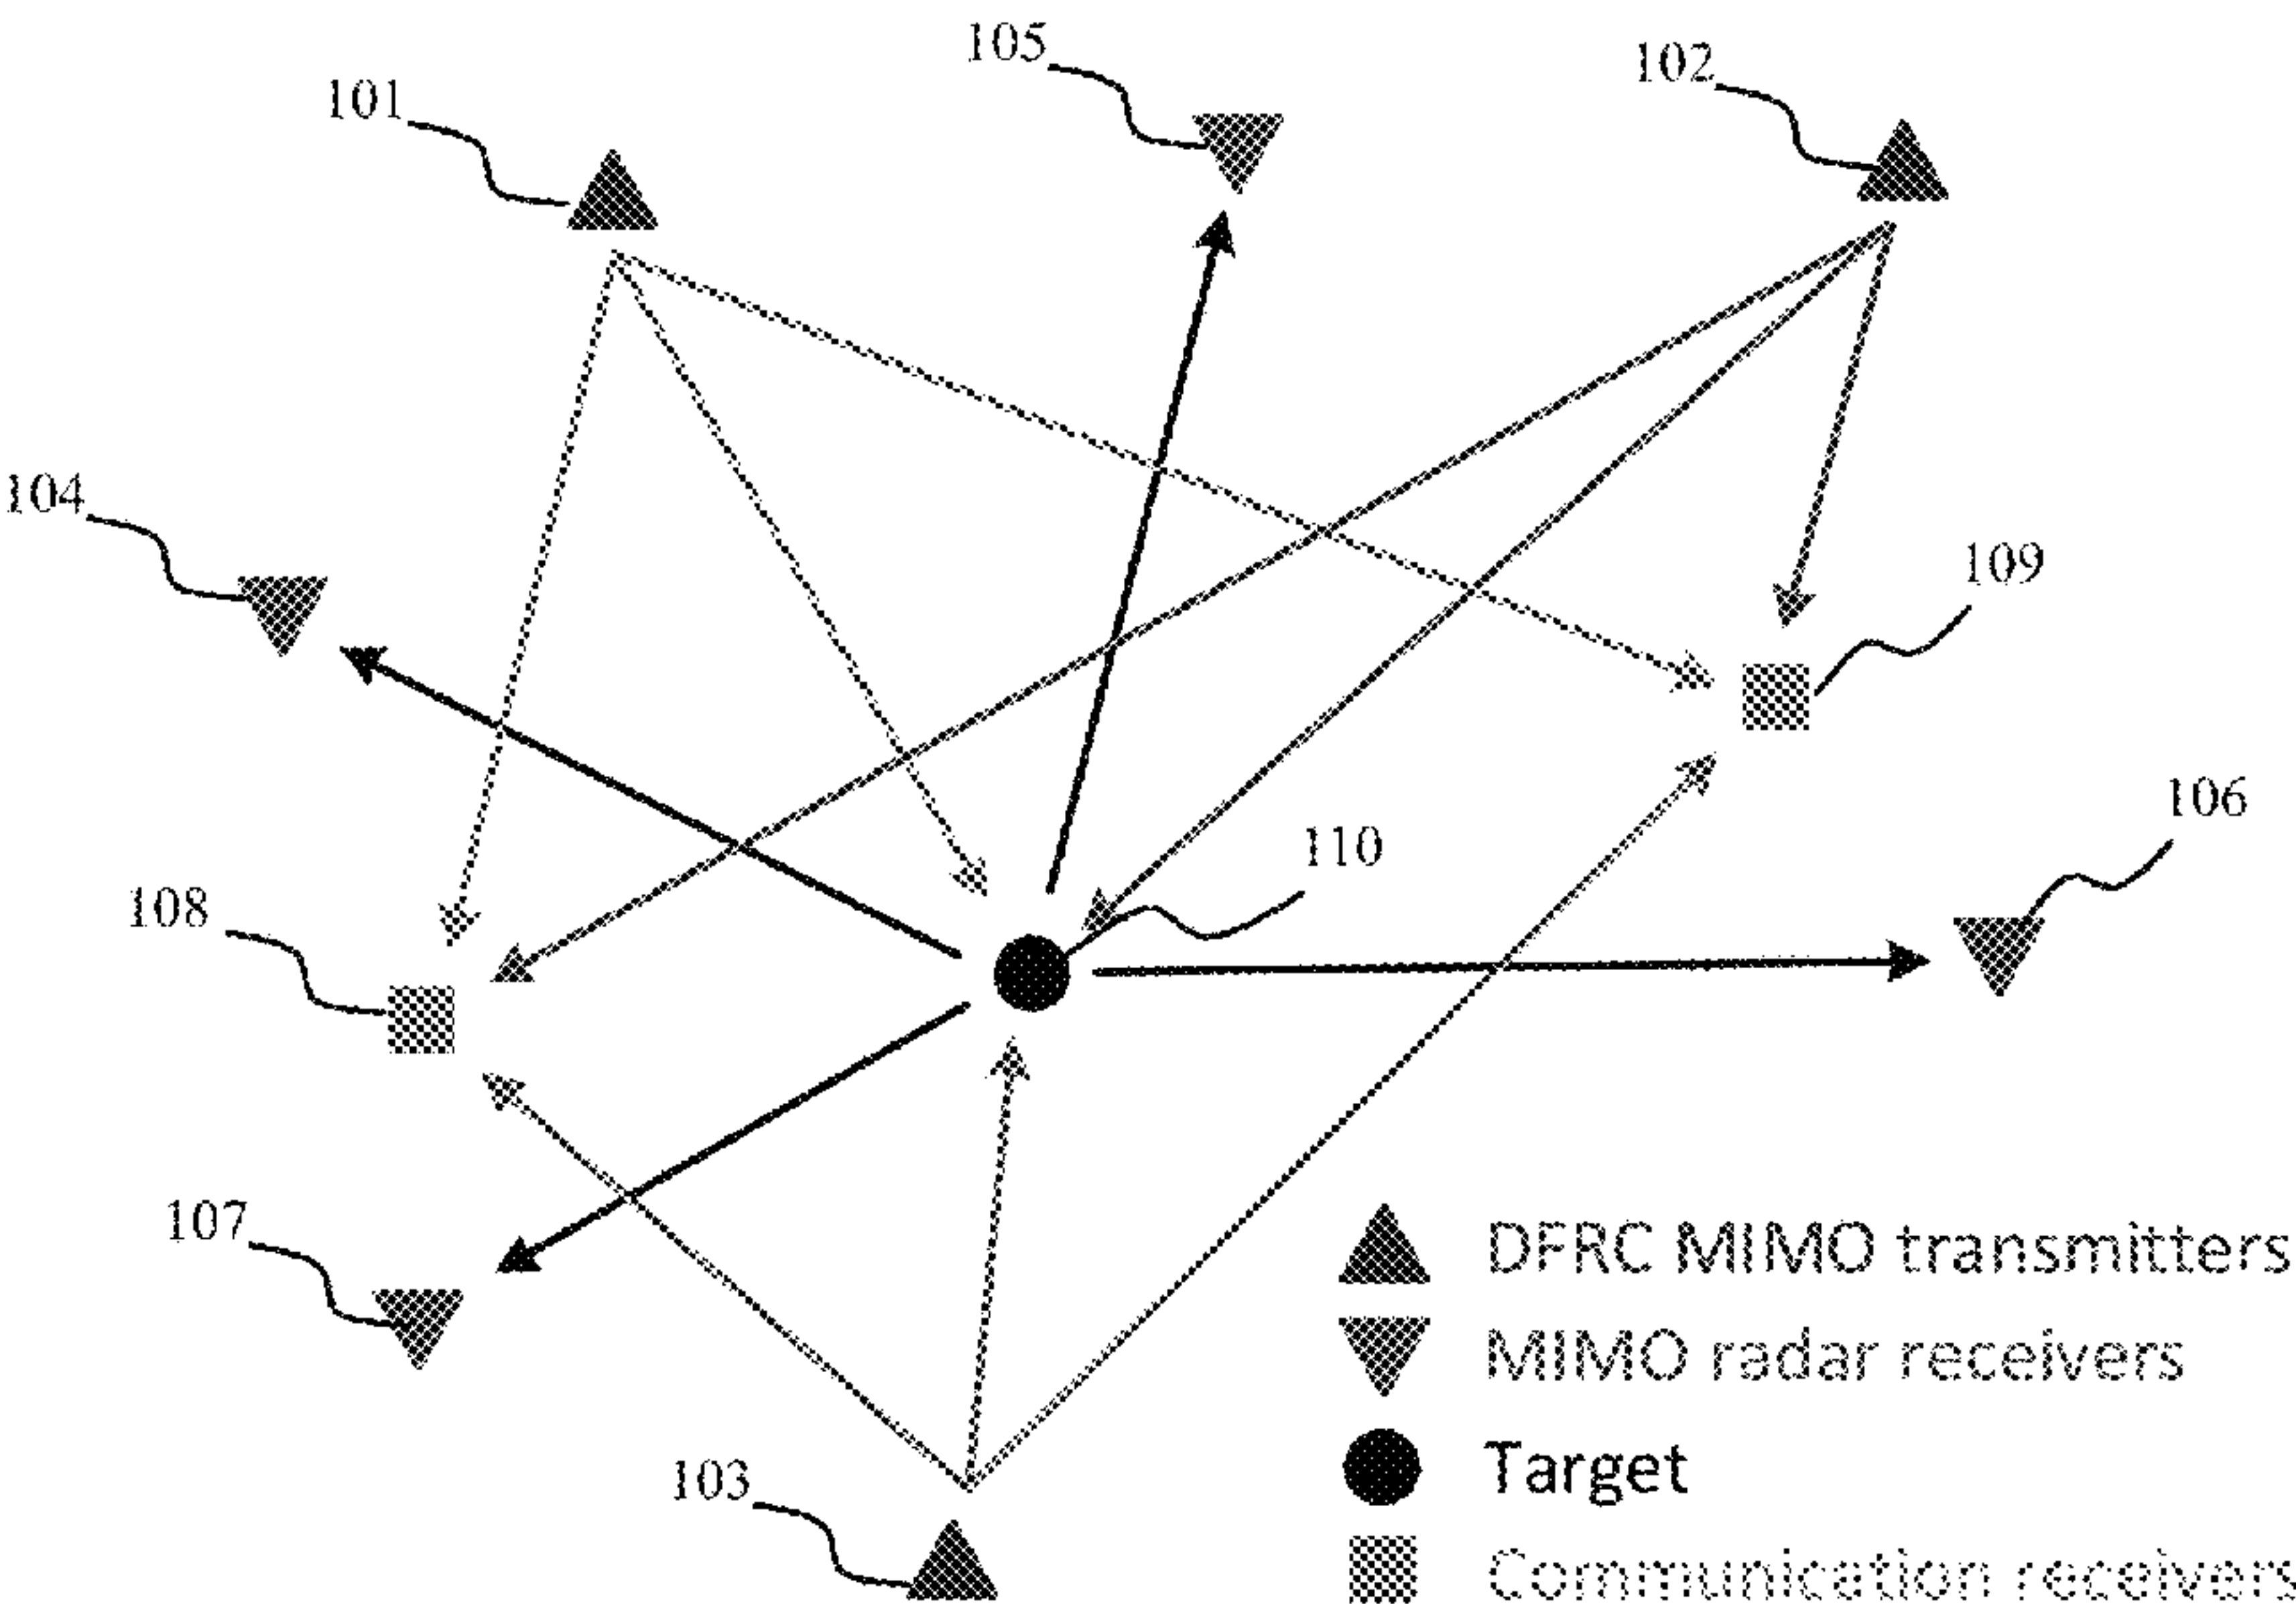 105
102
101
104
109
106
110
108
107
DFRC MIMO transmitters
MIMO radar receivers
Target
103
Communication receivers